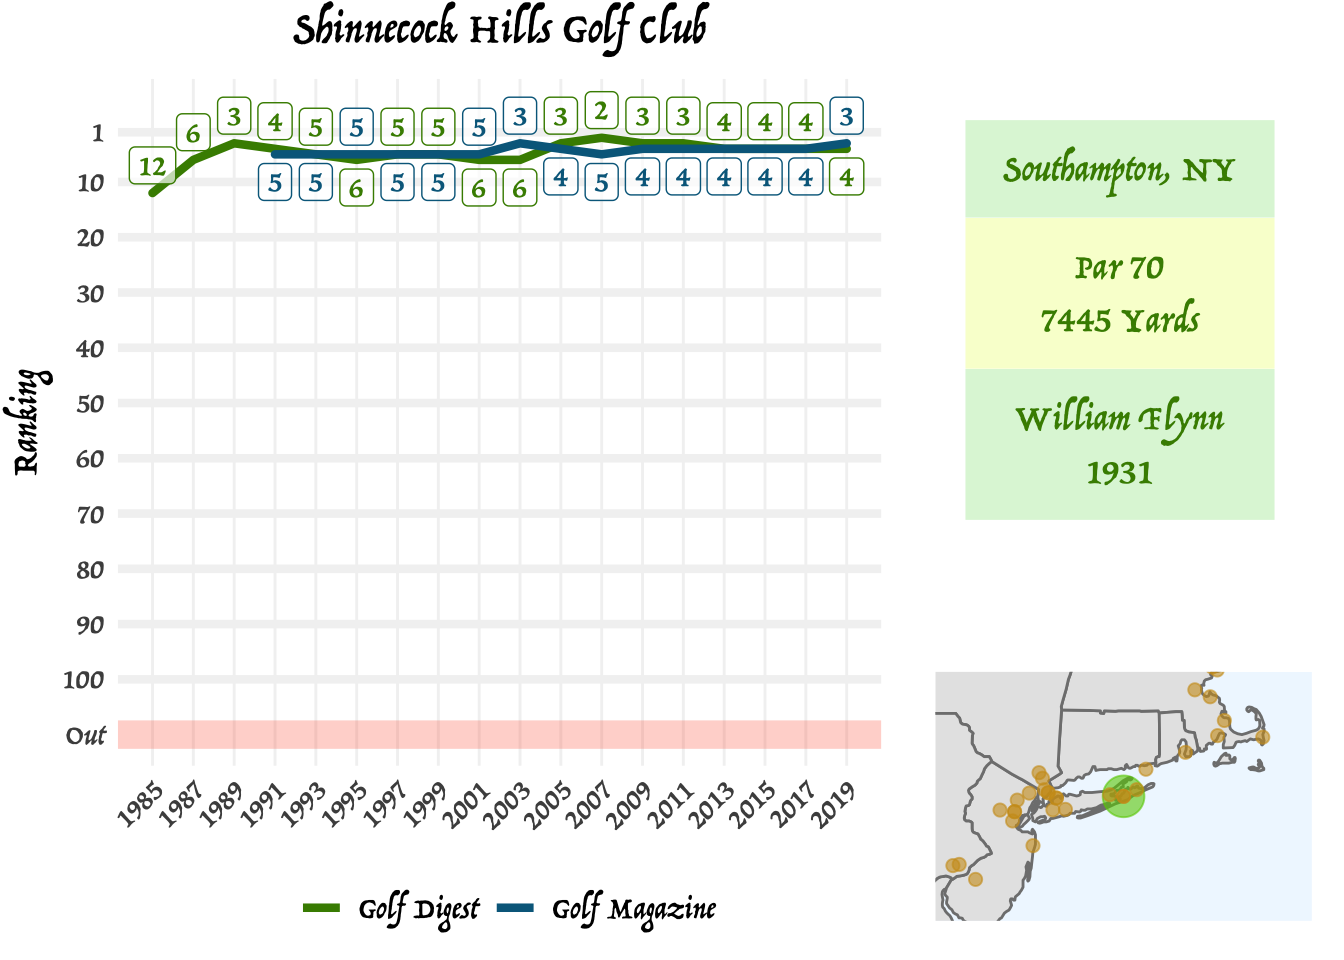 Shinnecock Hills Golf Club
Ranking
12 6 3 4 5 5 5 5 5 3 3 2 3 3 4 4 4 3
5 5 6 5 5 6 6 4 5 4 4 4 4 4 4
1
10
20
30
40
50
60
70
80
90
100
Out
1985 1987 1989 1991 1993 1995 1997 1999 2001 2003 2005 2007 2009 2011 2013 2015 2017 2019
Golf Digest Golf Magazine
Southampton, NY
Par 70
7445 Yards
William Flynn
1931